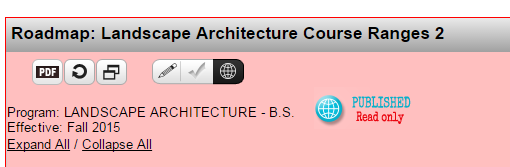 Roadmap: Landscape Architecture Course Ranges 2
PDF
PUBLISHED
Read only
Program: LANDSCAPE ARCHITECTURE - B.S.
Effective: Fall 2015
Expand All / Collapse All